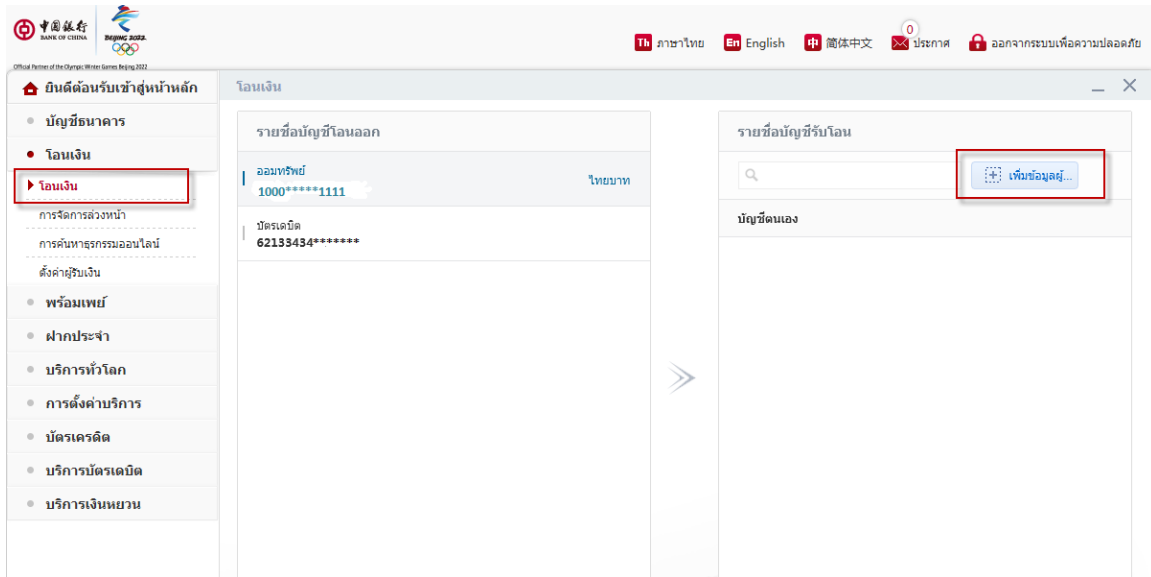 中国银行
BANK OF CHINA
BEIJING 2022
Official Partner of the Olympic Winter Games Beijing 2022
Th ภาษาไทย
En English
中 简体中文
0
ประกาศ
ออกจากระบบเพื่อความปลอดภัย
ยินดีต้อนรับเข้าสู่หน้าหลัก
บัญชีธนาคาร
โอนเงิน
โอนเงิน
การจัดการล่วงหน้า
การค้นหาธุรกรรมออนไลน์
ตั้งค่าผู้รับเงิน
พร้อมเพย์
ฝากประจำ
บริการทั่วโลก
การตั้งค่าบริการ
บัตรเครดิต
บริการบัตรเดบิต
บริการเงินหยวน
โอนเงิน
รายชื่อบัญชีโอนออก
ออมทรัพย์
1000*****1111
ไทยบาท
บัตรเดบิต
62133434*******
รายชื่อบัญชีรับโอน
เพิ่มข้อมูลผู้...
บัญชีตนเอง